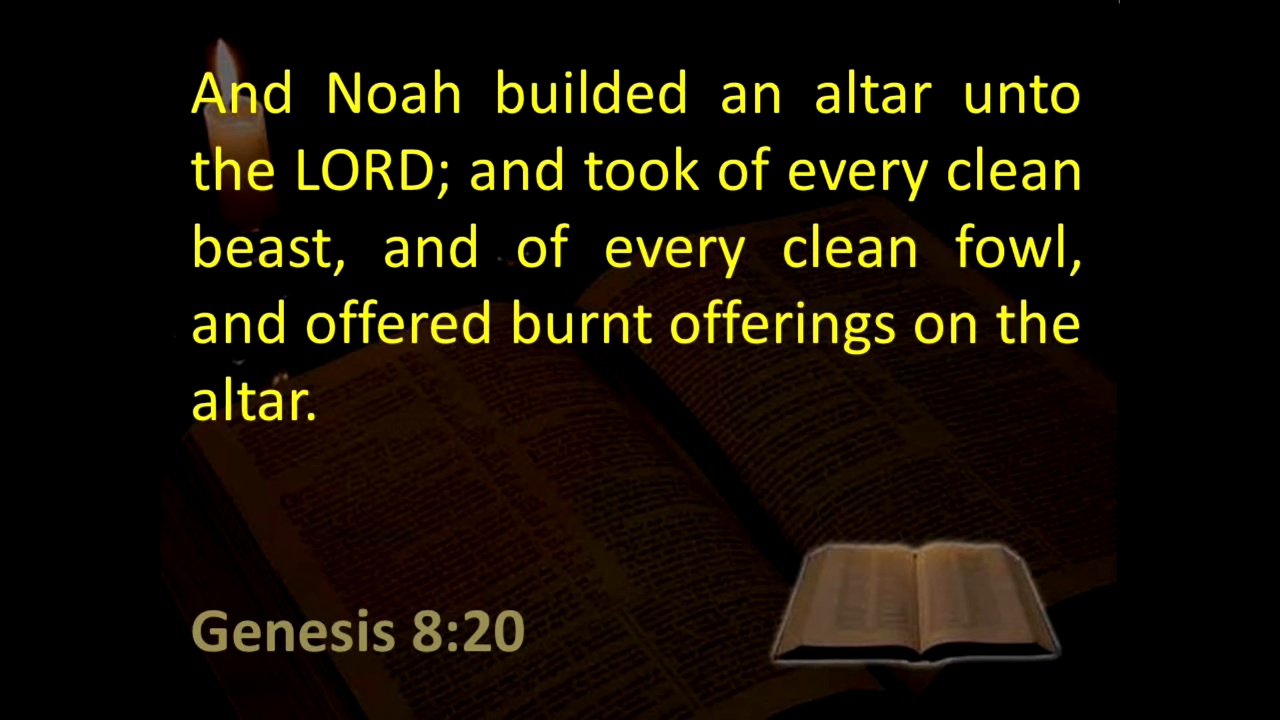 And Noah builded an altar unto
the LORD; and took of every clean
beast, and of every clean fowl,
and offered burnt offerings on the
altar.
Genesis 8:20